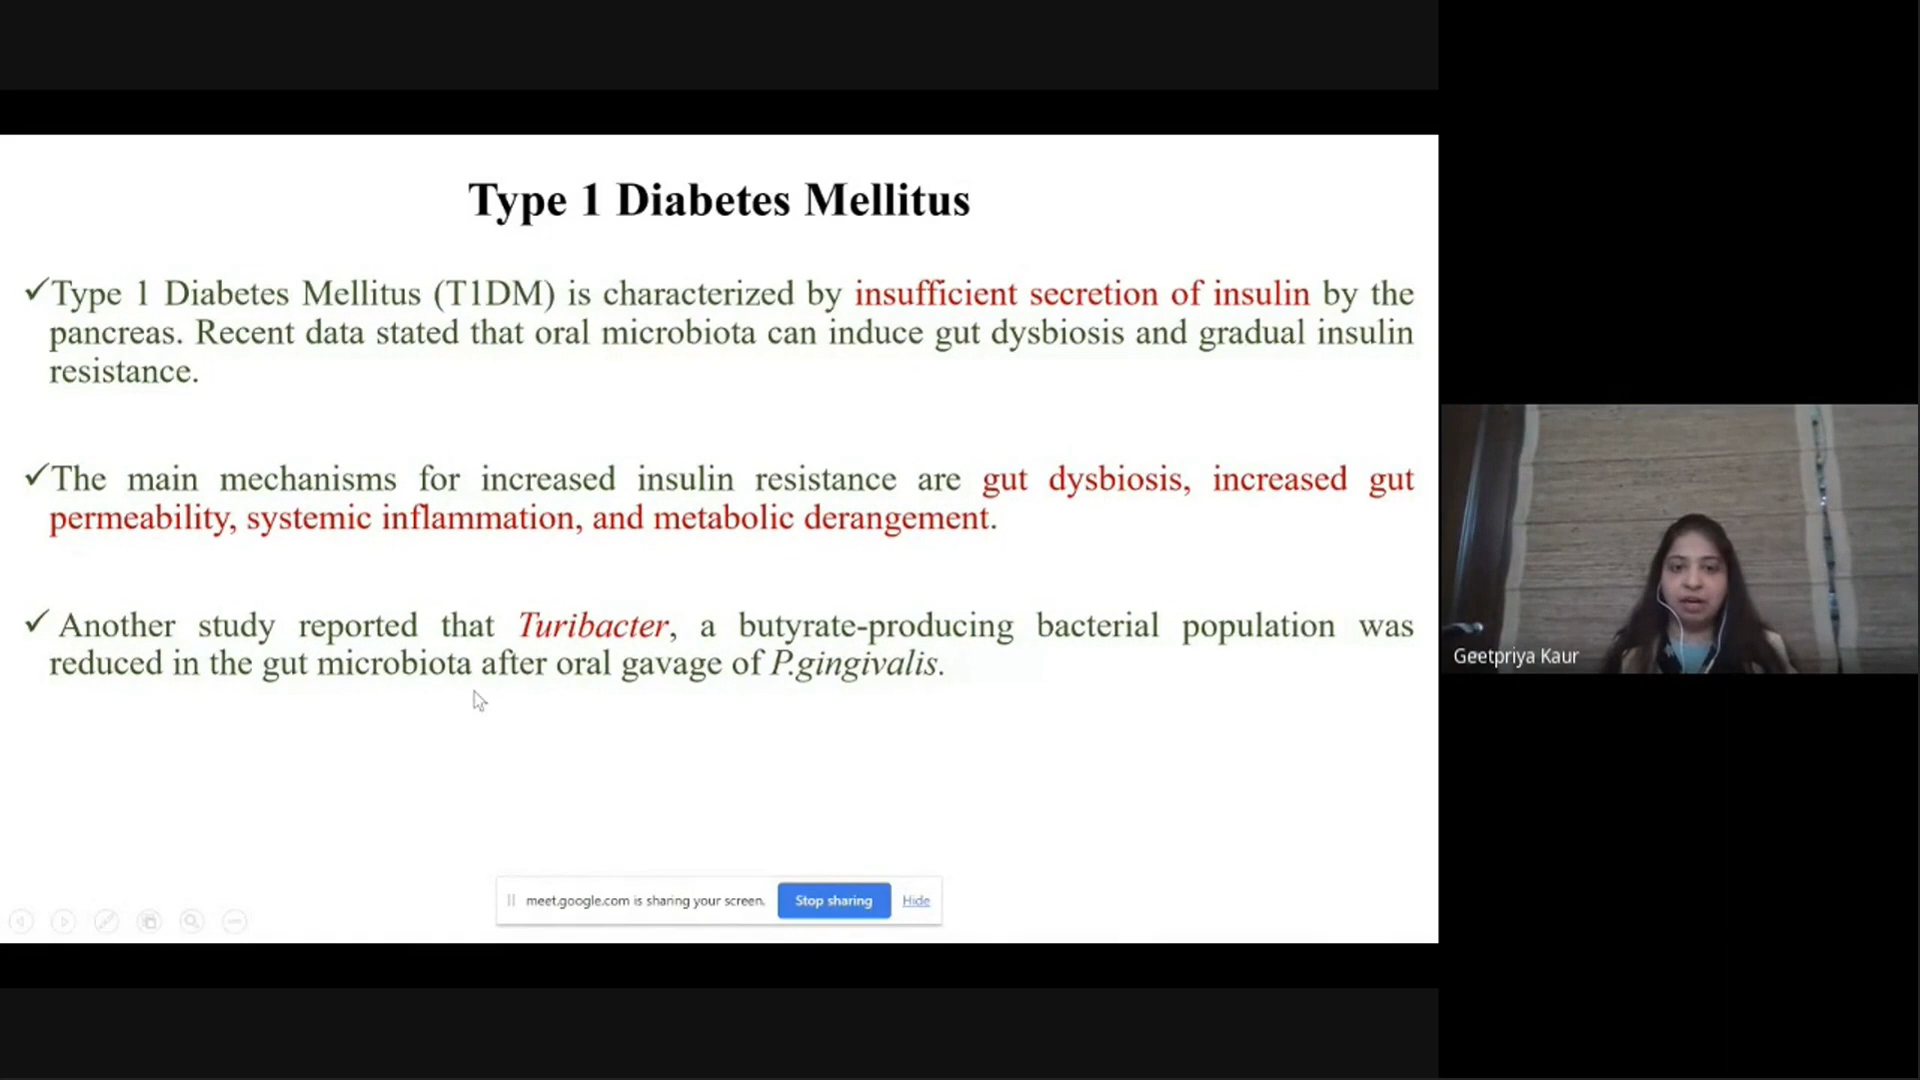 Type 1 Diabetes Mellitus
✓Type 1 Diabetes Mellitus (T1DM) is characterized by insufficient secretion of insulin by the
pancreas. Recent data stated that oral microbiota can induce gut dysbiosis and gradual insulin
resistance.
✓The main mechanisms for increased insulin resistance are gut dysbiosis, increased gut
permeability, systemic inflammation, and metabolic derangement.
✓ Another study reported that Turibacter, a butyrate-producing bacterial population was
reduced in the gut microbiota after oral gavage of P.gingivalis.
meet.google.com is sharing your screen. Stop sharing Hide
Geetpriya Kaur